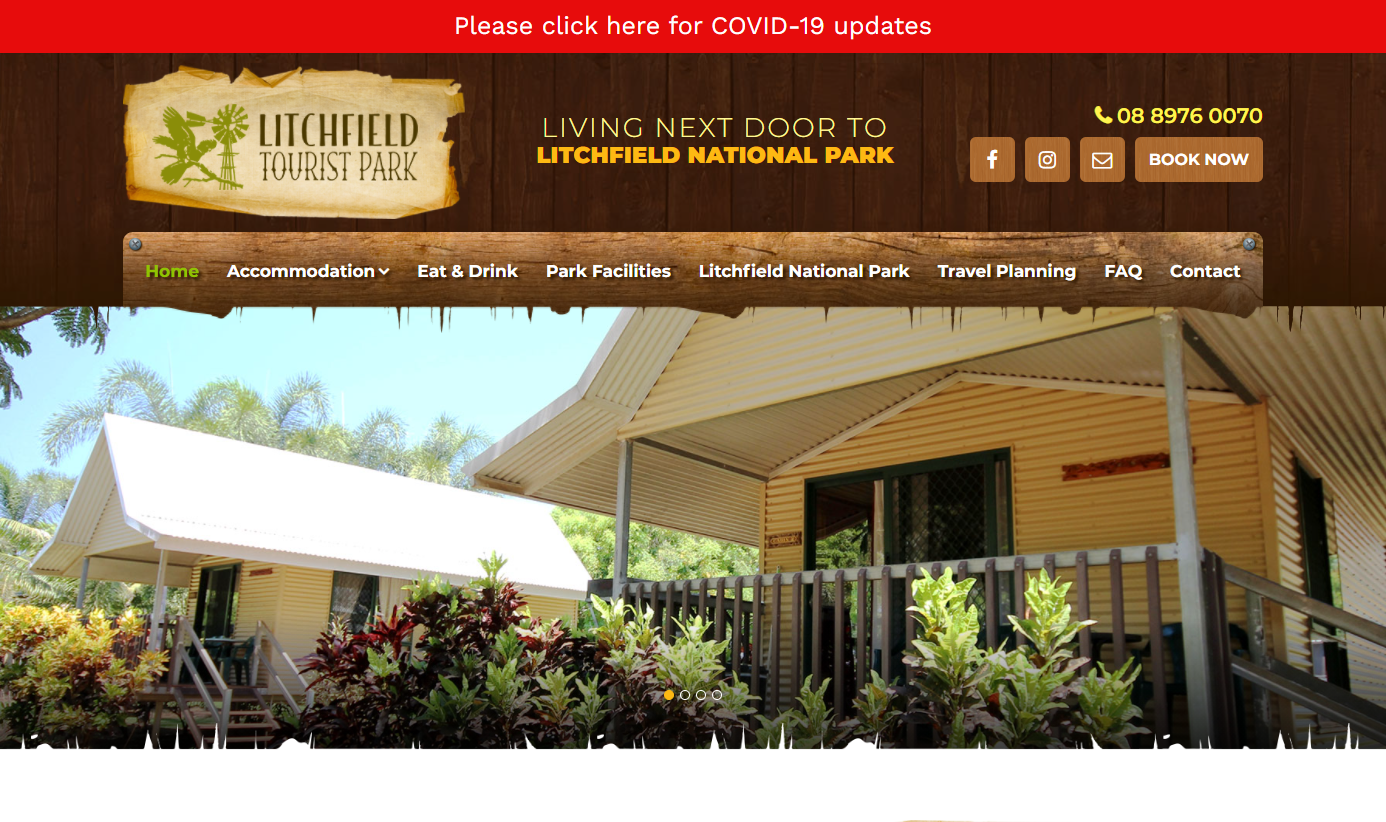 Please click here for COVID-19 updates
LITCHFIELD
TOURIST PARK
LIVING NEXT DOOR TO
LITCHFIELD NATIONAL PARK
08 8976 0070
BOOK NOW
Home Accommodation Eat & Drink Park Facilities Litchfield National Park Travel Planning FAQ Contact